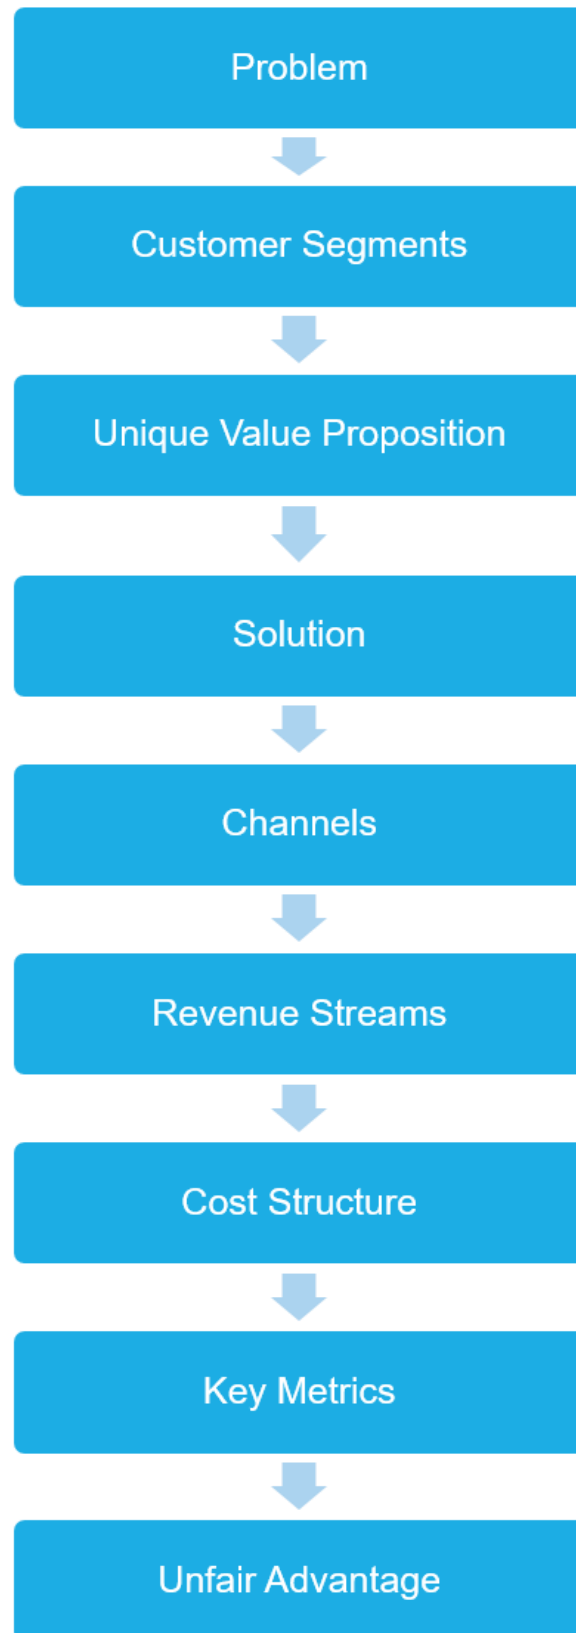 Problem
Customer Segments
Unique Value Proposition
Solution
Channels
Revenue Streams
Cost Structure
Key Metrics
Unfair Advantage